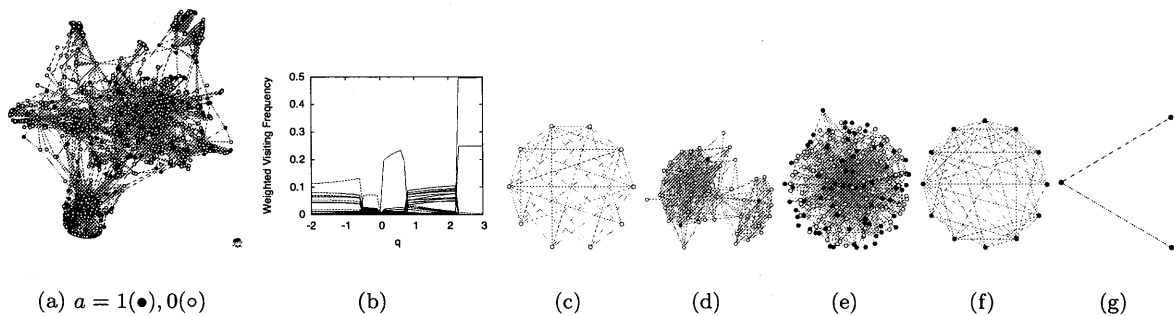 0.5
0.4
0.3
0.2
0.1
0
Weighted Visiting Frequency
-2 -1 0 1 2 3
q
(a) a = 1(●), 0(○) (b) (c) (d) (e) (f) (g)